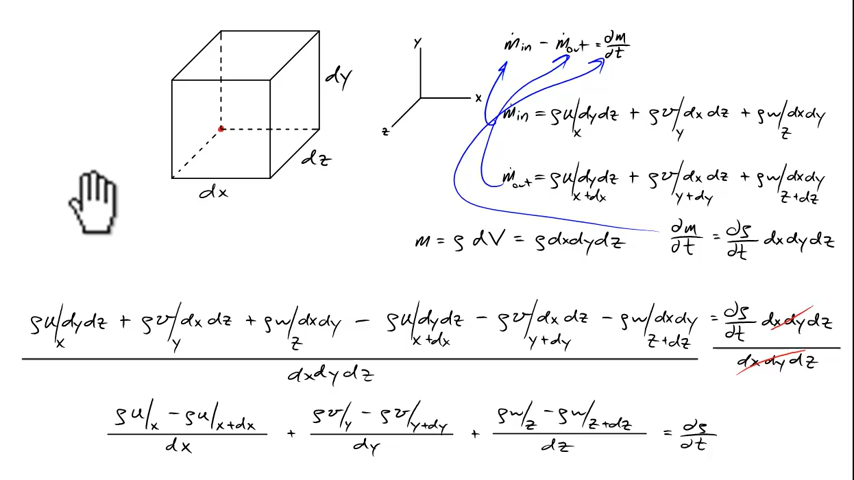 ṁin − ṁout = ∂m/∂t
y
x
z
dy
dz
dx
ṁin = ρu|x dydz + ρv|y dxdz + ρw|z dxdy
ṁout = ρu|x+dx dydz + ρv|y+dy dxdz + ρw|z+dz dxdy
m = ρ dV = ρdxdydz ∂m/∂t = ∂ρ/∂t dxdydz
(ρu|x dydz + ρv|y dxdz + ρw|z dxdy − ρu|x+dx dydz − ρv|y+dy dxdz − ρw|z+dz dxdy) / dxdydz = (∂ρ/∂t dxdydz) / dxdydz
(ρu|x − ρu|x+dx) / dx + (ρv|y − ρv|y+dy) / dy + (ρw|z − ρw|z+dz) / dz = ∂ρ/∂t